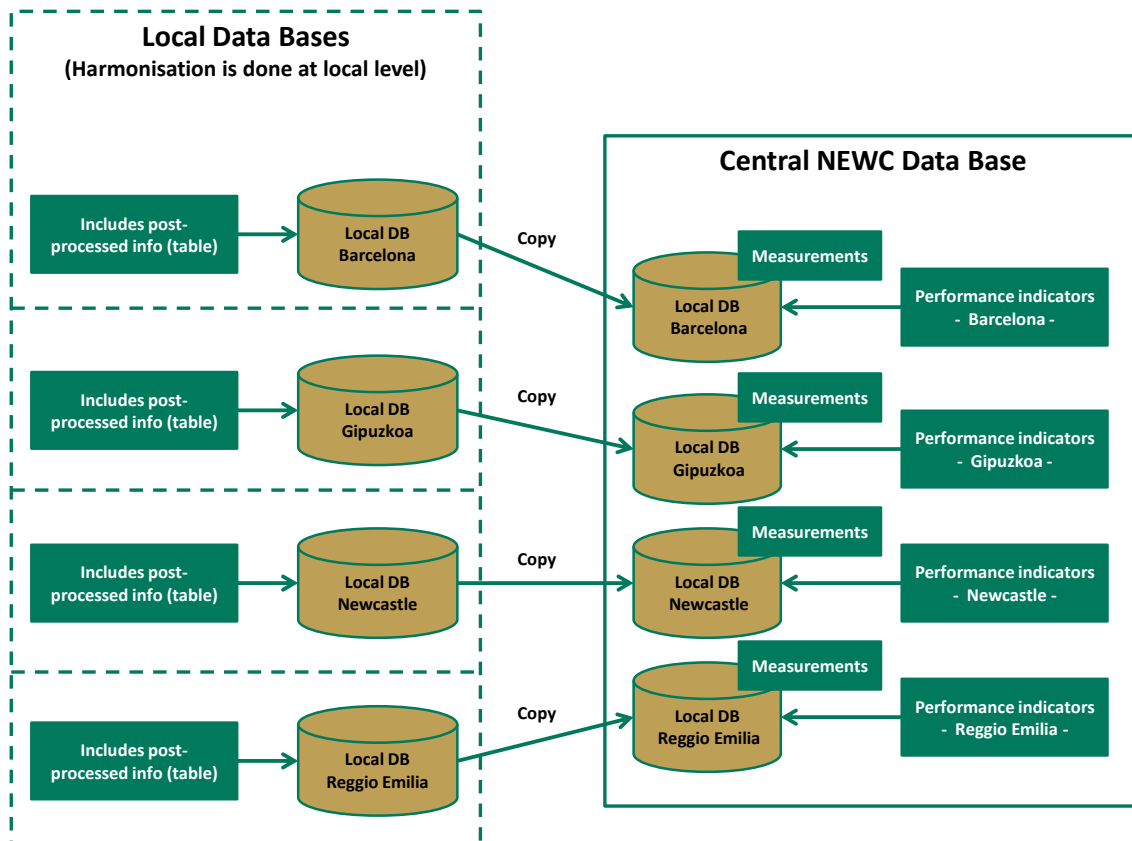 Local Data Bases
(Harmonisation is done at local level)
Includes post-
processed info (table)
Local DB
Barcelona
Includes post-
processed info (table)
Local DB
Gipuzkoa
Includes post-
processed info (table)
Local DB
Newcastle
Includes post-
processed info (table)
Local DB
Reggio Emilia
Copy
Copy
Copy
Copy
Central NEWC Data Base
Measurements
Local DB
Barcelona
Performance indicators
- Barcelona -
Measurements
Local DB
Gipuzkoa
Performance indicators
- Gipuzkoa -
Measurements
Local DB
Newcastle
Performance indicators
- Newcastle -
Measurements
Local DB
Reggio Emilia
Performance indicators
- Reggio Emilia -